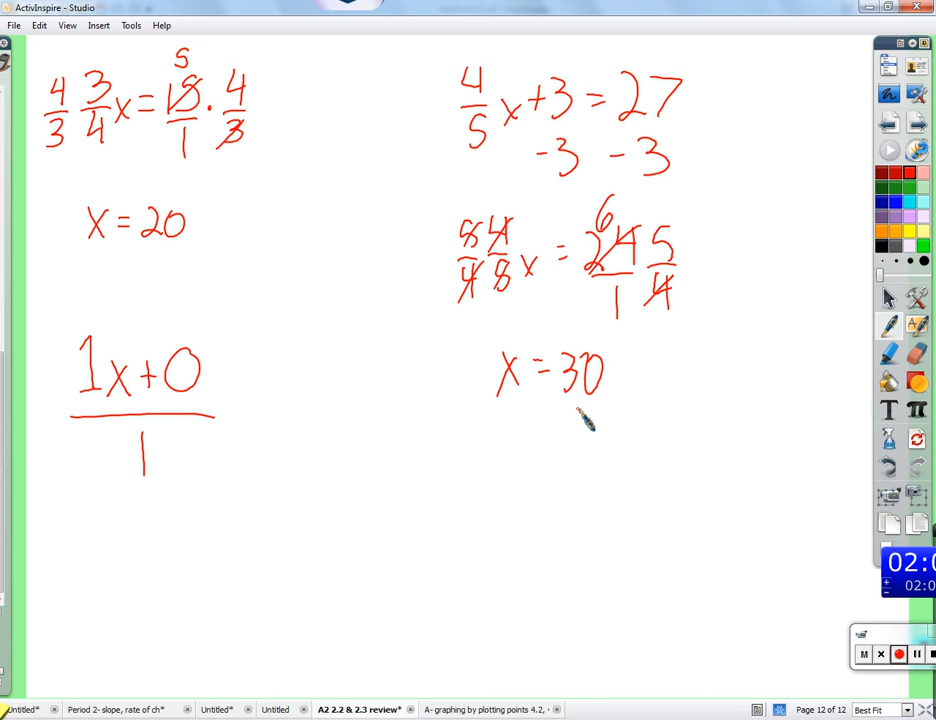 ActivInspire - Studio
File Edit View Insert Tools Help
5
4/3 3/4 x = 15/1 · 4/3
x = 20
1x + 0
1
4/5 x + 3 = 27
-3 -3
6
5/4 4/5 x = 24/1 5/4
x = 30
02:0
02:0
M
Untitled* Period 2- slope, rate of ch* Untitled* Untitled A2 2.2 & 2.3 review* A- graphing by plotting points 4.2, Page 12 of 12 Best Fit